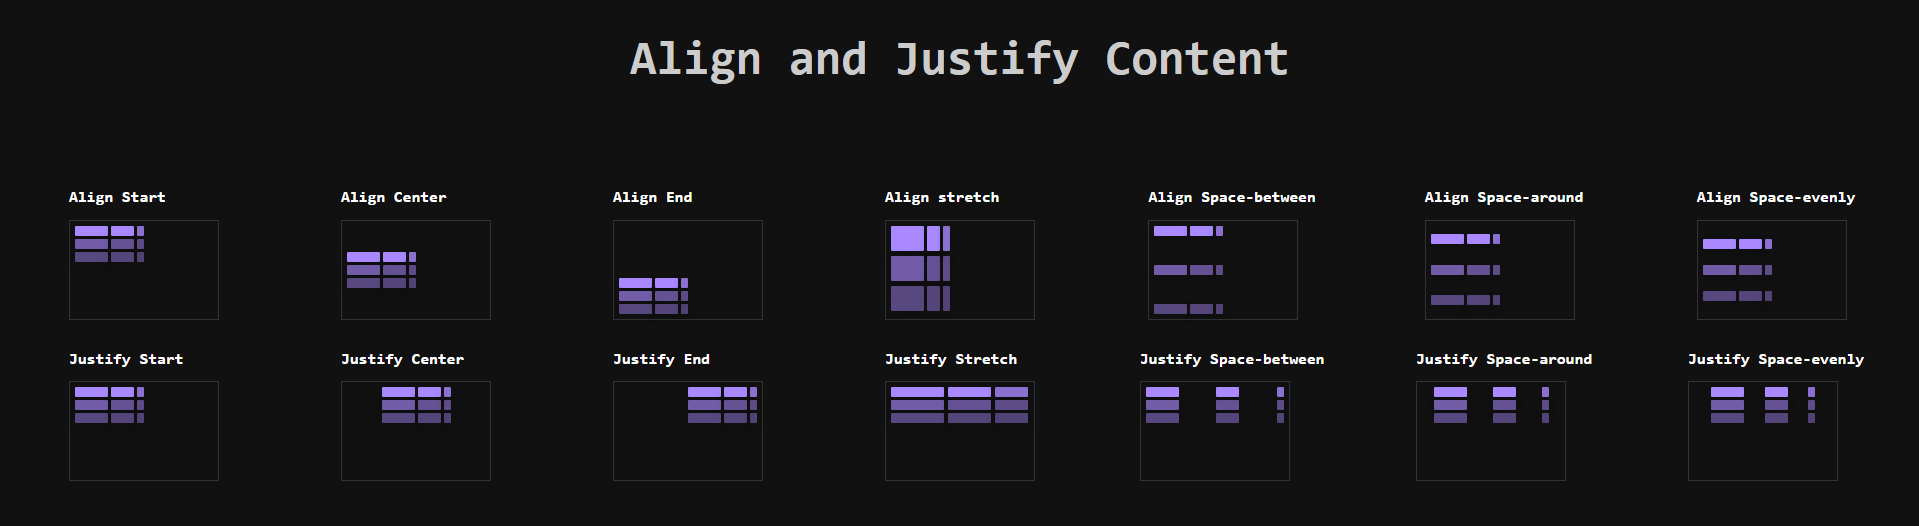 Align and Justify Content
Align Start
Align Center
Align End
Align stretch
Align Space-between
Align Space-around
Align Space-evenly
Justify Start
Justify Center
Justify End
Justify Stretch
Justify Space-between
Justify Space-around
Justify Space-evenly